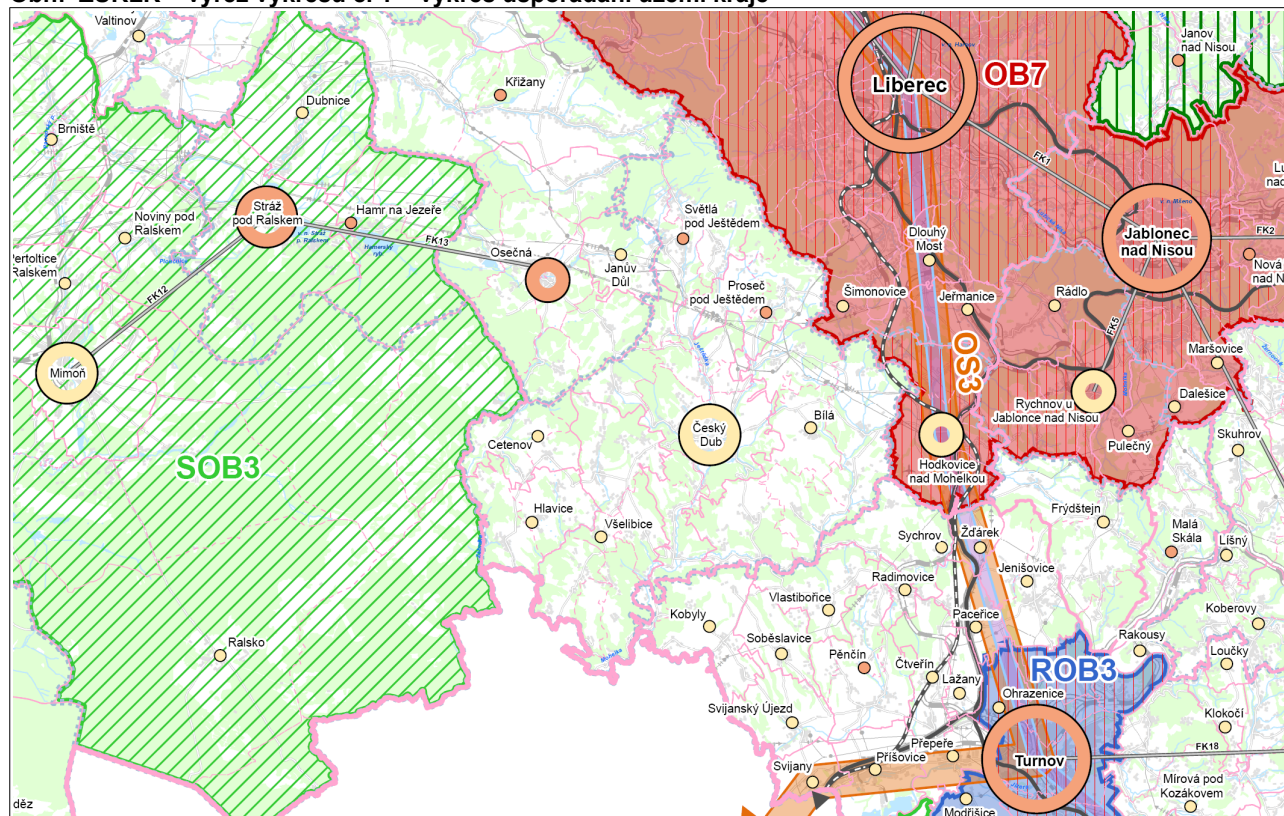 Valtinov
Janov
nad Nisou
Liberec
OB7
Křižany
Dubnice
Brniště
FK1
Stráž
pod Ralskem
Hamr na Jezeře
Noviny pod
Ralskem
Světlá
pod Ještědem
Osečná
FK13
Janův
Důl
Dlouhý
Most
Jablonec
nad Nisou
FK2
Pertoltice
Ralskem
FK12
Proseč
pod Ještědem
Šimonovice
Jeřmanice
Rádlo
FK5
OS3
Maršovice
Mimoň
Rychnov u
Jablonce nad Nisou
Dalešice
Český
Dub
Bílá
Pulečný
Skuhrov
Cetenov
SOB3
Hodkovice
nad Mohelkou
Hlavice
Všelibice
Frýdštejn
Malá
Skála
Sychrov
Žďárek
Líšný
Jenišovice
Radimovice
Vlastibořice
Kobyly
Paceřice
Koberovy
Ralsko
Soběslavice
Pěnčín
Rakousy
Loučky
Čtveřín
ROB3
Lažany
Ohrazenice
Mohelka
Svijanský Újezd
Klokočí
Přepeře
Příšovice
Turnov
FK18
Svijany
Mírová pod
Kozákovem
Modřišice
děz